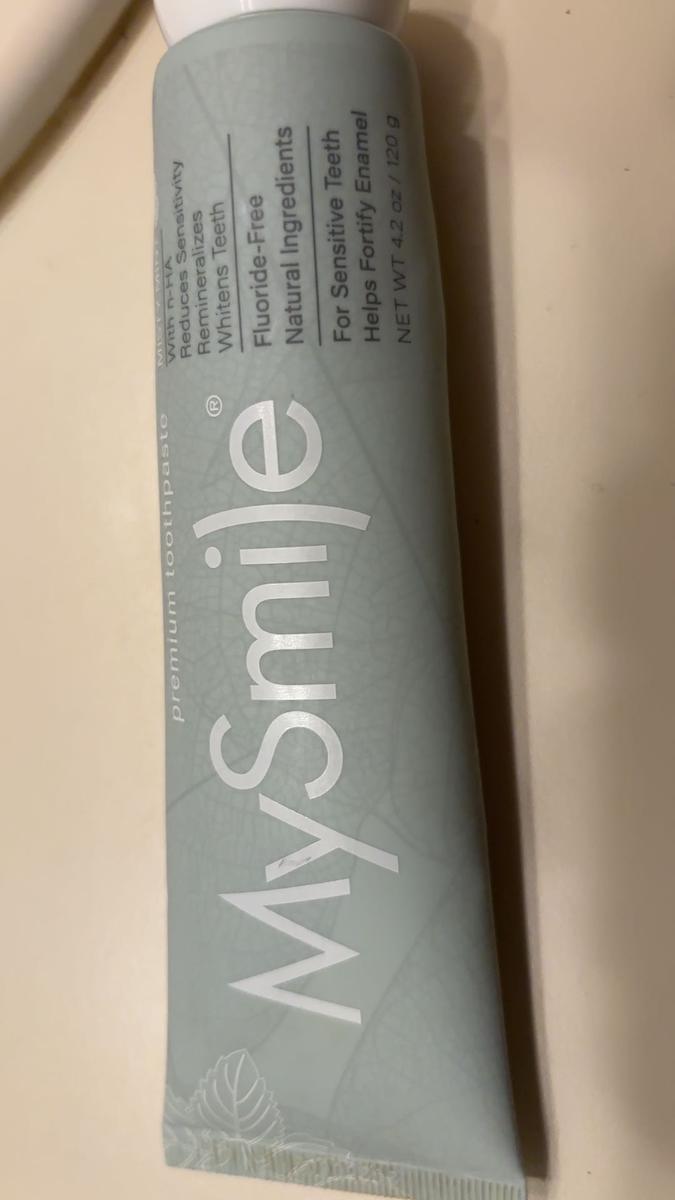 premium toothpaste
MySmile®
With n-HA
Reduces Sensitivity
Remineralizes
Whitens Teeth
Fluoride-Free
Natural Ingredients
For Sensitive Teeth
Helps Fortify Enamel
NET WT 4.2 oz / 120 g